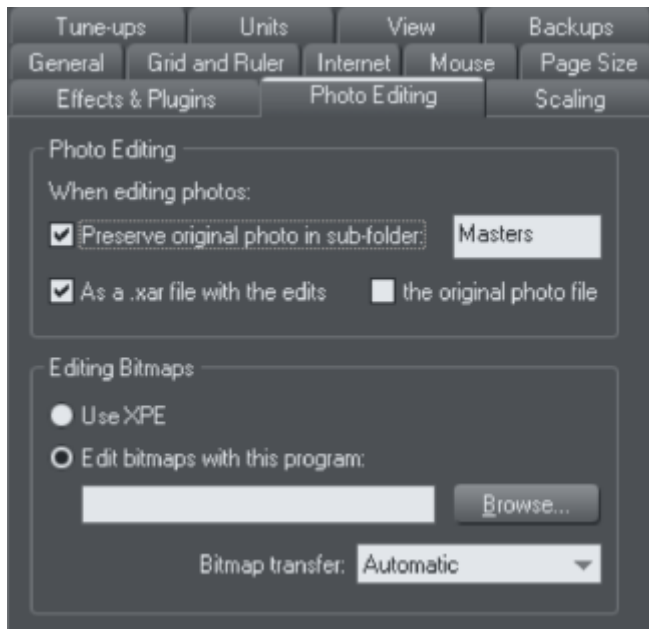 Tune-ups Units View Backups
General Grid and Ruler Internet Mouse Page Size
Effects & Plugins Photo Editing Scaling
Photo Editing
When editing photos:
Preserve original photo in sub-folder: Masters
As a .xar file with the edits the original photo file
Editing Bitmaps
Use XPE
Edit bitmaps with this program:
Browse...
Bitmap transfer: Automatic